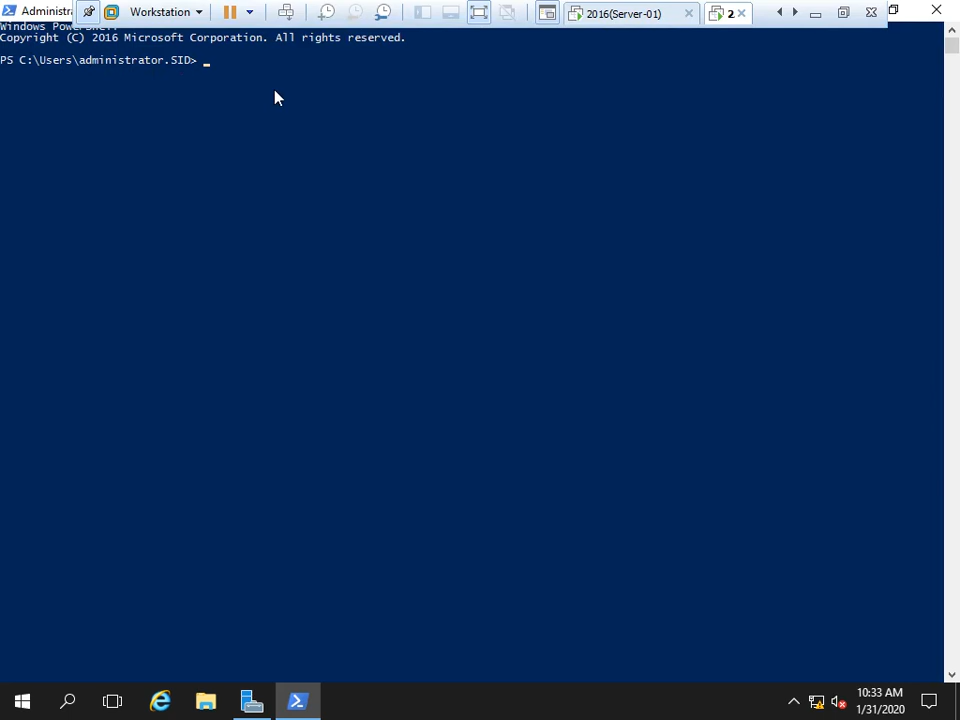 Administra
Workstation
2016(Server-01)
2
Windows PowerShell
Copyright (C) 2016 Microsoft Corporation. All rights reserved.
PS C:\Users\administrator.SID> _
10:33 AM
1/31/2020